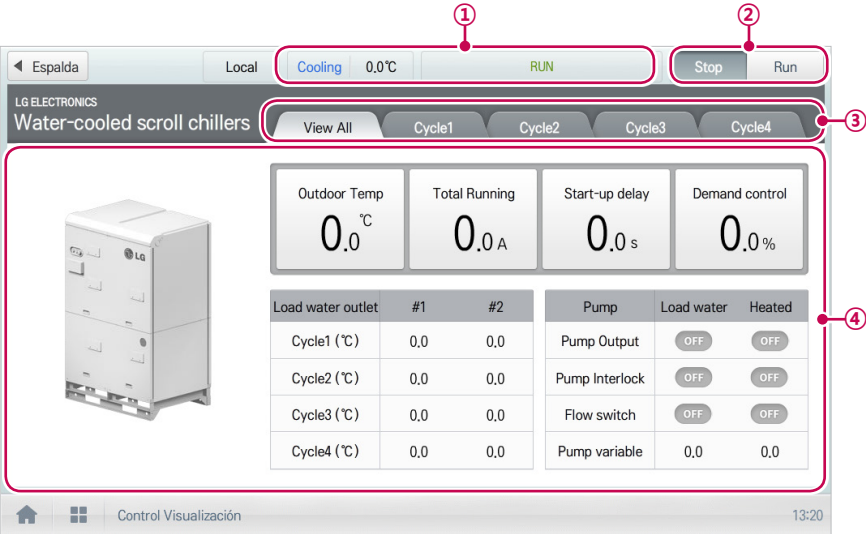 ① ②
Espalda Local Cooling 0.0℃ RUN Stop Run
LG ELECTRONICS
Water-cooled scroll chillers View All Cycle1 Cycle2 Cycle3 Cycle4 ③
Outdoor Temp Total Running Start-up delay Demand control
0.0 ℃ 0.0 A 0.0 s 0.0 %
LG
④
Load water outlet #1 #2 Pump Load water Heated
Cycle1 (℃) 0.0 0.0 Pump Output OFF OFF
Cycle2 (℃) 0.0 0.0 Pump Interlock OFF OFF
Cycle3 (℃) 0.0 0.0 Flow switch OFF OFF
Cycle4 (℃) 0.0 0.0 Pump variable 0.0 0.0
Control Visualización 13:20